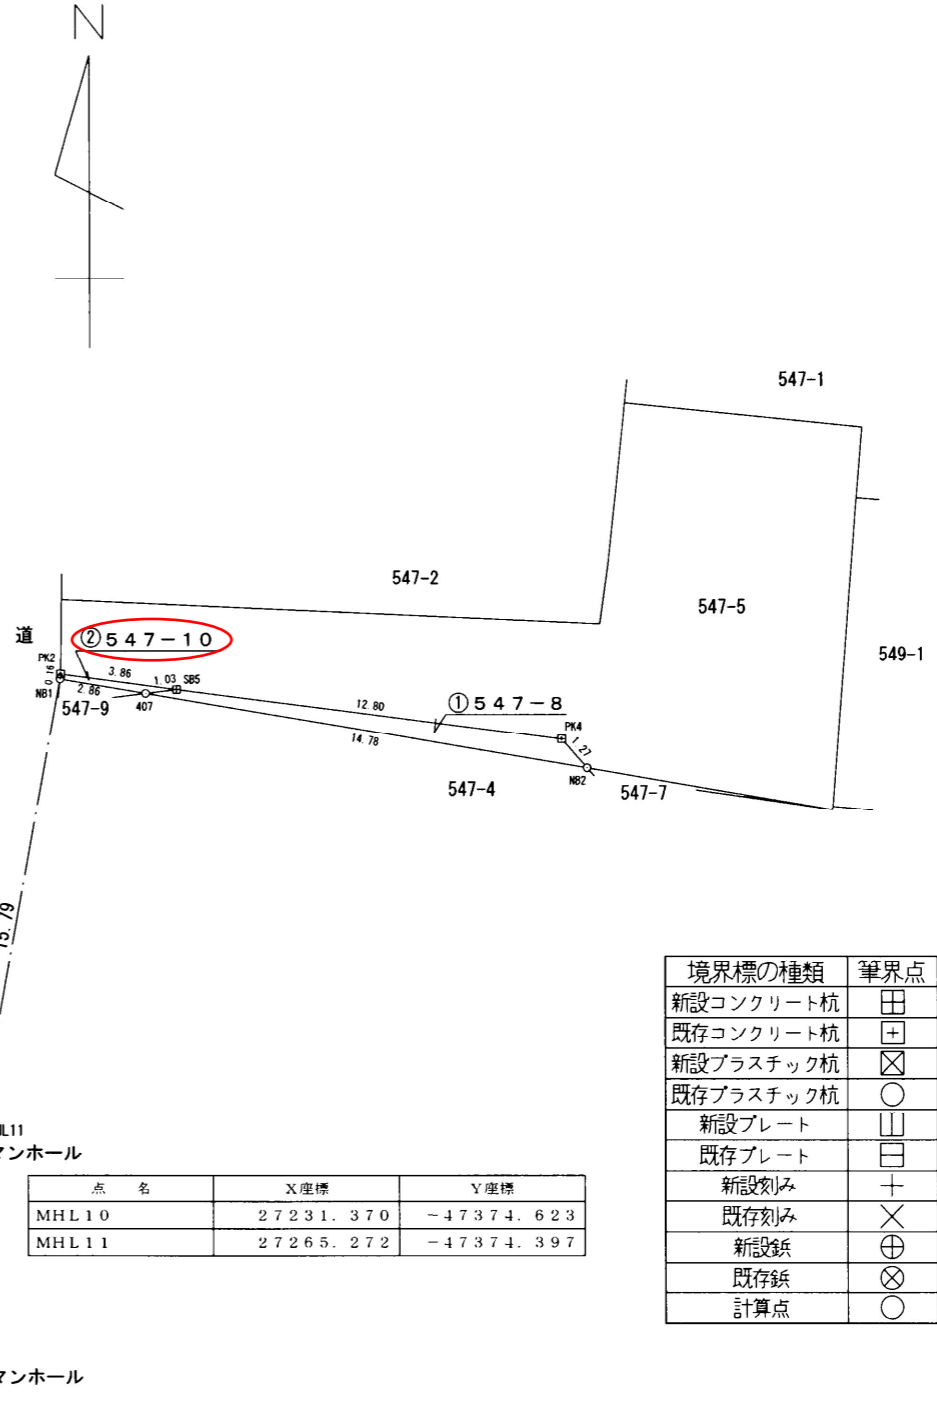 N
547-1
547-2
547-5
道
②547-10
549-1
PK2
3.86
1.03 SB5
0.16
NB1
2.86
12.80
①547-8
547-9
407
PK4
14.78
1.27
NB2
547-4
547-7
15.79
境界標の種類 筆界点
新設コンクリート杭
既存コンクリート杭
新設プラスチック杭
既存プラスチック杭
新設プレート
既存プレート
新設刻み
既存刻み
新設鋲
既存鋲
計算点
HL11
マンホール
点 名 X座標 Y座標
MHL10 27231.370 -47374.623
MHL11 27265.272 -47374.397
マンホール